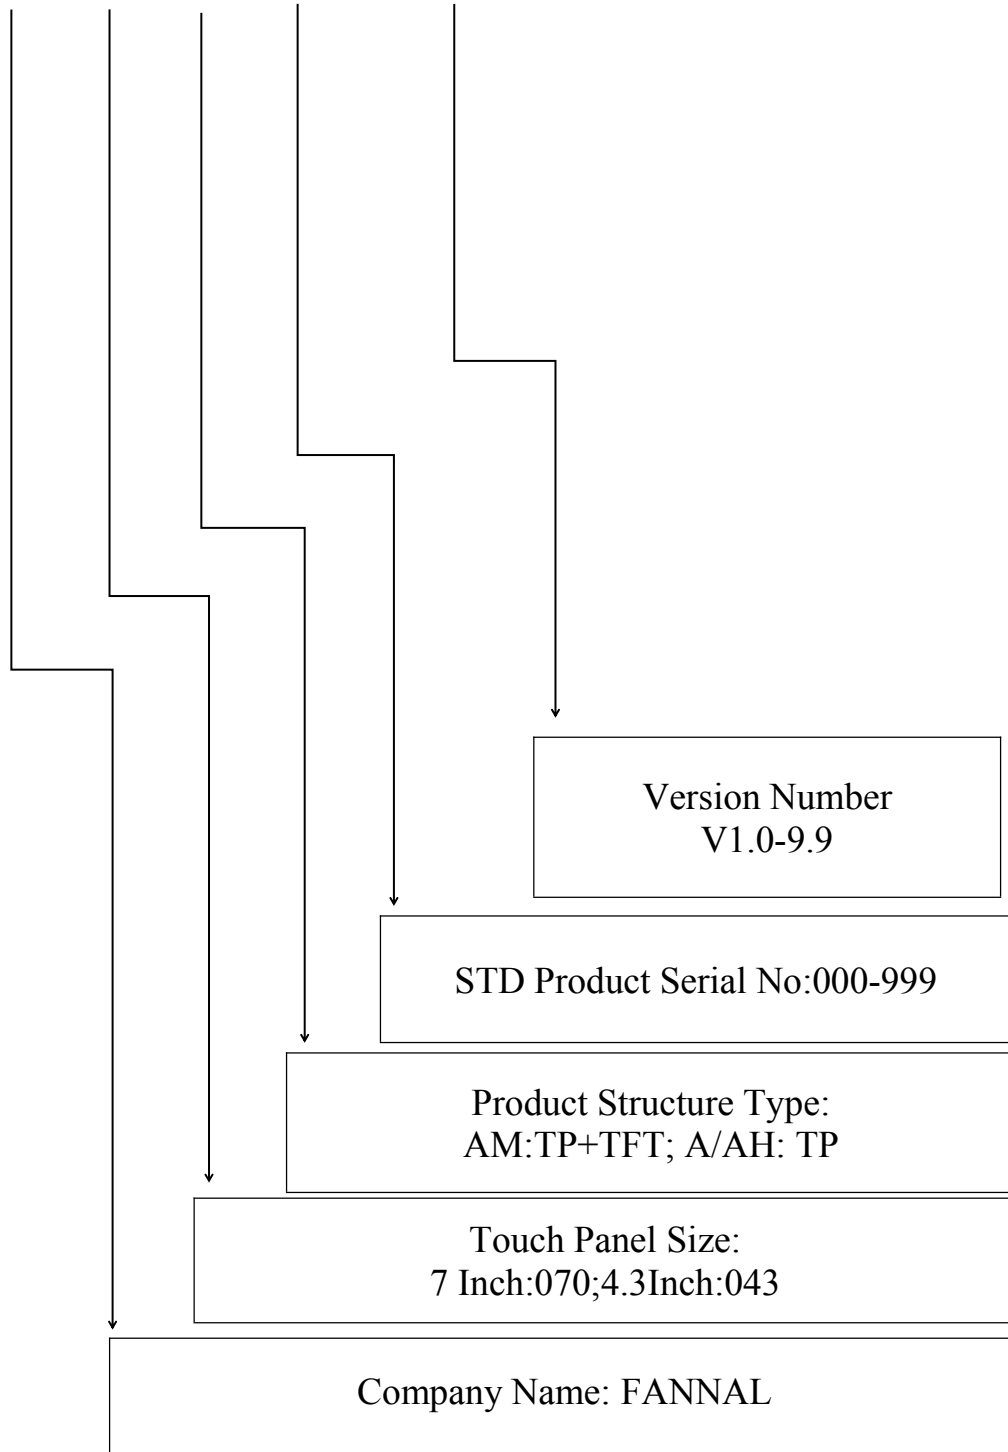 Version Number
V1.0-9.9
STD Product Serial No:000-999
Product Structure Type:
AM:TP+TFT; A/AH: TP
Touch Panel Size:
7 Inch:070;4.3Inch:043
Company Name: FANNAL